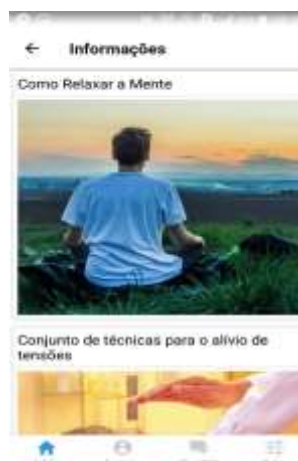 Informações
Como Relaxar a Mente
Conjunto de técnicas para o alívio de
tensões